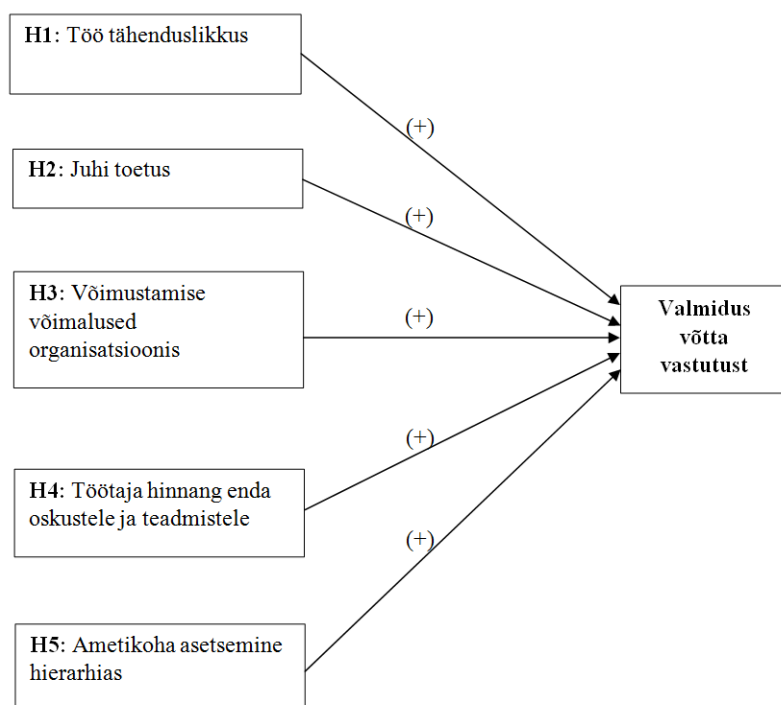 H1: Töö tähenduslikkus
(+)
H2: Juhi toetus
(+)
H3: Võimustamise
võimalused
organisatsioonis
(+)
Valmidus
võtta
vastutust
(+)
H4: Töötaja hinnang enda
oskustele ja teadmistele
(+)
H5: Ametikoha asetsemine
hierarhias